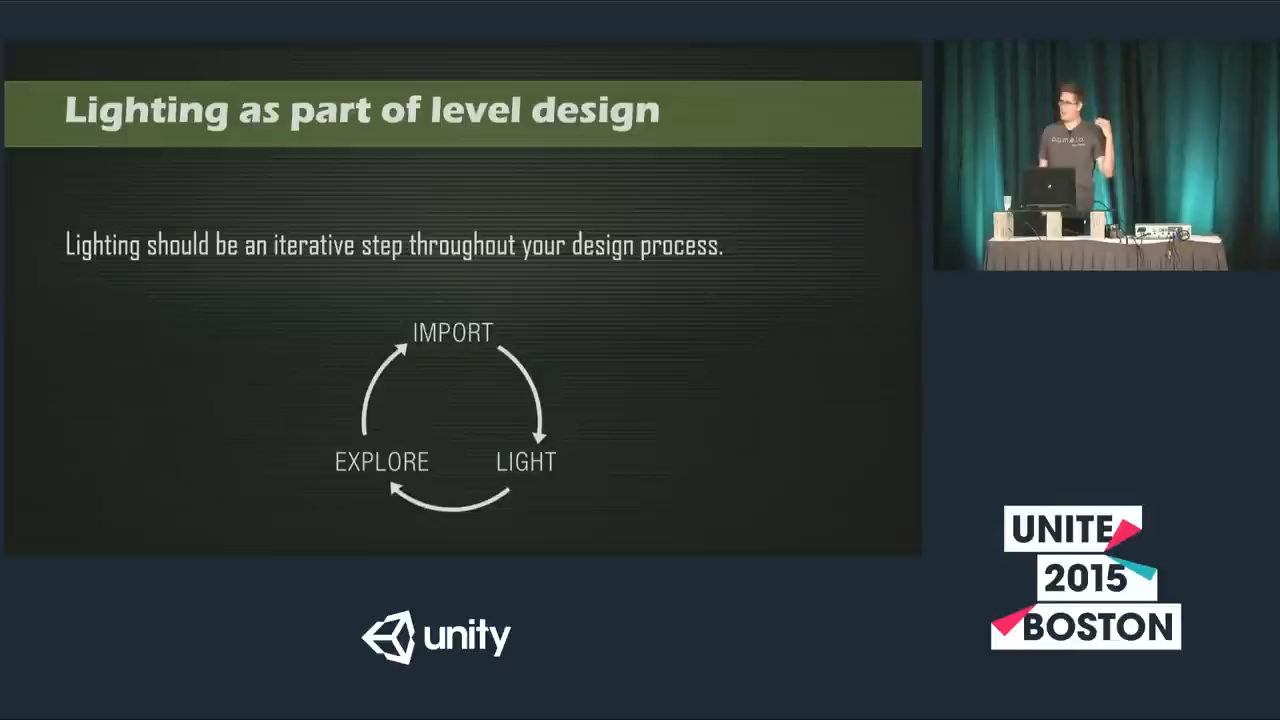 Lighting as part of level design
Lighting should be an iterative step throughout your design process.
IMPORT
EXPLORE
LIGHT
unity
UNITE
2015
BOSTON